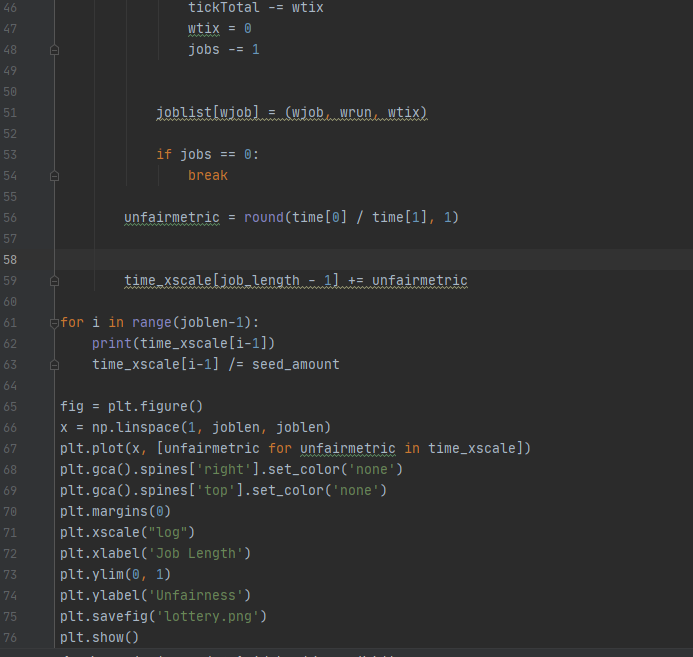 46 tickTotal -= wtix
47 wtix = 0
48 jobs -= 1
49
50
51 joblist[wjob] = (wjob, wrun, wtix)
52
53 if jobs == 0:
54 break
55
56 unfairmetric = round(time[0] / time[1], 1)
57
58
59 time_xscale[job_length - 1] += unfairmetric
60
61 for i in range(joblen-1):
62 print(time_xscale[i-1])
63 time_xscale[i-1] /= seed_amount
64
65 fig = plt.figure()
66 x = np.linspace(1, joblen, joblen)
67 plt.plot(x, [unfairmetric for unfairmetric in time_xscale])
68 plt.gca().spines['right'].set_color('none')
69 plt.gca().spines['top'].set_color('none')
70 plt.margins(0)
71 plt.xscale("log")
72 plt.xlabel('Job Length')
73 plt.ylim(0, 1)
74 plt.ylabel('Unfairness')
75 plt.savefig('lottery.png')
76 plt.show()